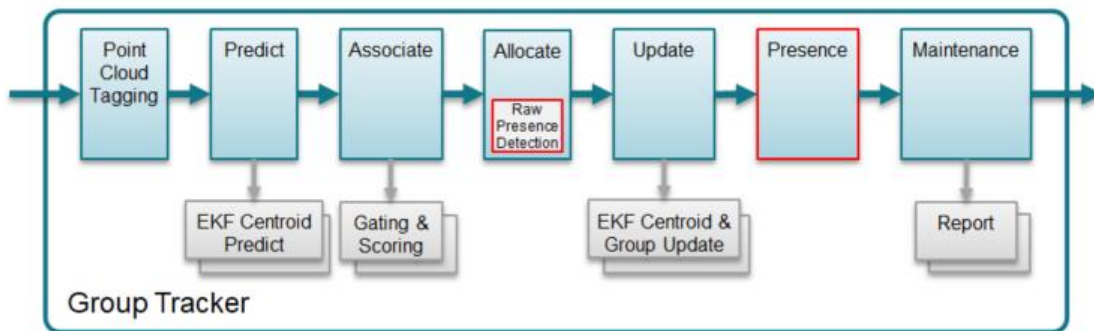 Point
Cloud
Tagging
Predict
Associate
Allocate
Raw
Presence
Detection
Update
Presence
Maintenance
EKF Centroid
Predict
Gating &
Scoring
EKF Centroid &
Group Update
Report
Group Tracker